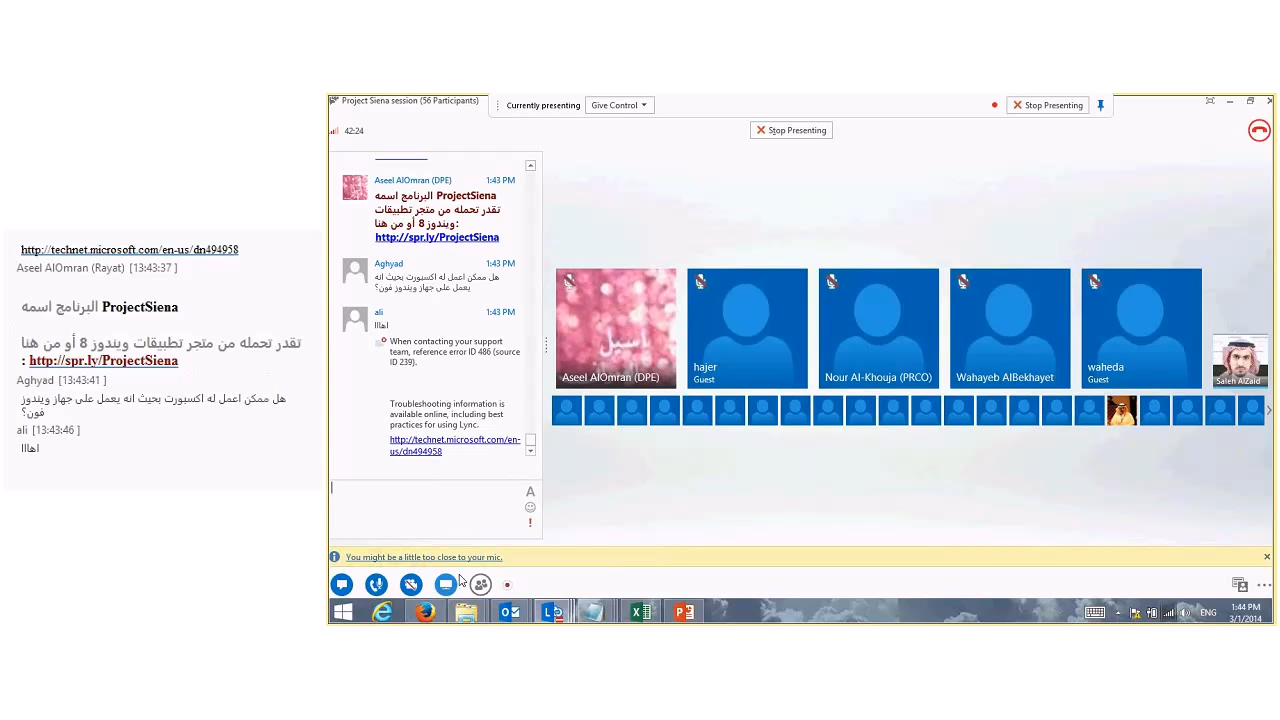 http://technet.microsoft.com/en-us/dn494958
Aseel AlOmran (Rayat) [13:43:37 ]
البرنامج اسمه ProjectSiena
تقدر تحمله من متجر تطبيقات ويندوز 8 أو من هنا
: http://spr.ly/ProjectSiena
Aghyad [13:43:41 ]
هل ممكن اعمل له اكسبورت بحيث انه يعمل على جهاز ويندوز
فون؟
ali [13:43:46 ]
اهااا
Project Siena session (56 Participants)
Currently presenting
Give Control
Stop Presenting
42:24
Stop Presenting
Aseel AlOmran (DPE) 1:43 PM
البرنامج اسمه ProjectSiena
تقدر تحمله من متجر تطبيقات
ويندوز 8 أو من هنا:
http://spr.ly/ProjectSiena
Aghyad 1:43 PM
هل ممكن اعمل له اكسبورت بحيث انه
يعمل على جهاز ويندوز فون؟
ali 1:43 PM
اهااا
When contacting your support
team, reference error ID 486 (source
ID 239).
Troubleshooting information is
available online, including best
practices for using Lync.
http://technet.microsoft.com/en-
us/dn494958
A
!
اسيل
Aseel AlOmran (DPE)
hajer
Guest
Nour Al-Khouja (PRCO)
Wahayeb AlBekhayet
waheda
Guest
Saleh AlZaid
You might be a little too close to your mic.
ENG
1:44 PM
3/1/2014